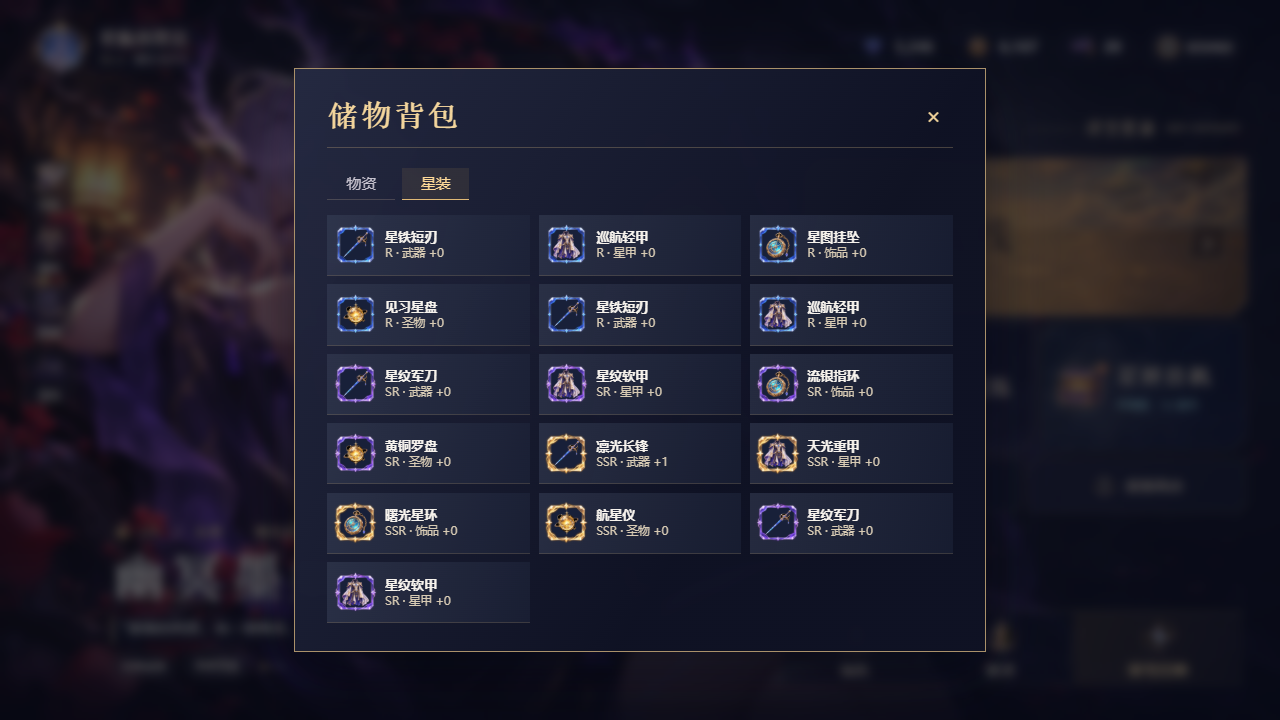 储物背包
×
物资
星装
星铁短刃
R · 武器 +0
巡航轻甲
R · 星甲 +0
星图挂坠
R · 饰品 +0
见习星盘
R · 圣物 +0
星铁短刃
R · 武器 +0
巡航轻甲
R · 星甲 +0
星纹军刀
SR · 武器 +0
星纹软甲
SR · 星甲 +0
流银指环
SR · 饰品 +0
黄铜罗盘
SR · 圣物 +0
凛光长锋
SSR · 武器 +1
天光重甲
SSR · 星甲 +0
曙光星环
SSR · 饰品 +0
航星仪
SSR · 圣物 +0
星纹军刀
SR · 武器 +0
星纹软甲
SR · 星甲 +0